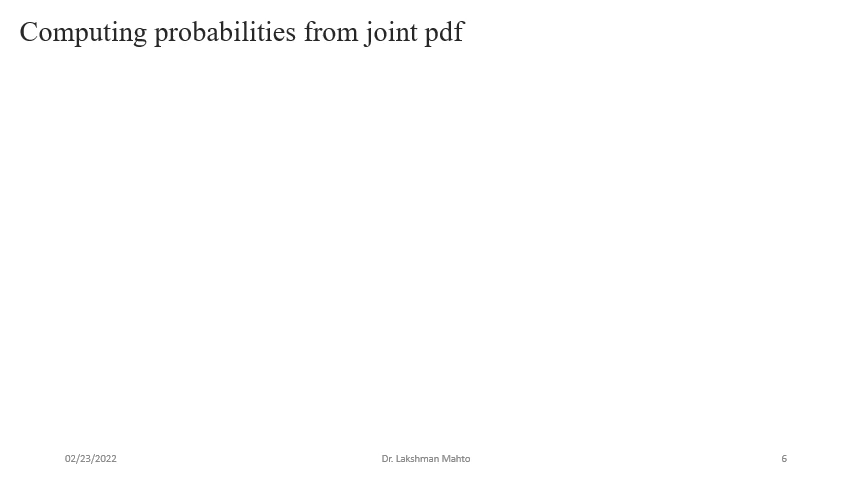 Computing probabilities from joint pdf
02/23/2022
Dr. Lakshman Mahto
6